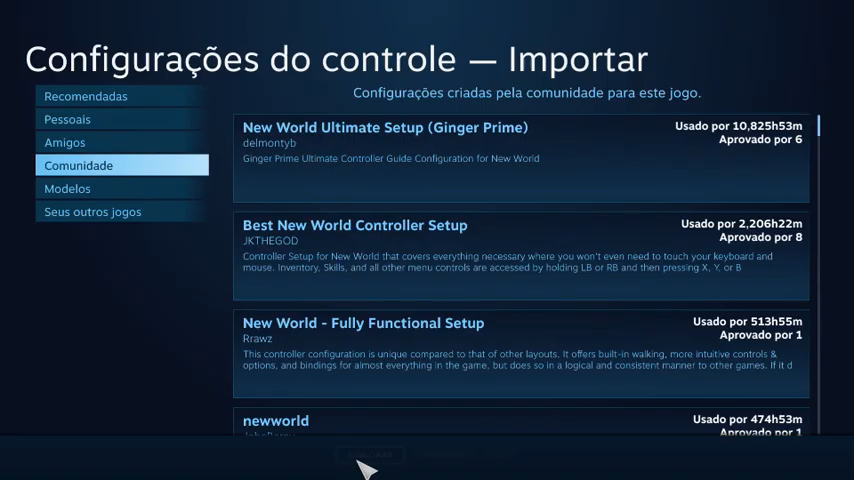 Configurações do controle — Importar
Recomendadas
Pessoais
Amigos
Comunidade
Modelos
Seus outros jogos
Configurações criadas pela comunidade para este jogo.
New World Ultimate Setup (Ginger Prime)
Usado por 10,825h53m
delmontyb
Aprovado por 6
Ginger Prime Ultimate Controller Guide Configuration for New World
Best New World Controller Setup
Usado por 2,206h22m
JKTHEGOD
Aprovado por 8
Controller Setup for New World that covers everything necessary where you won't even need to touch your keyboard and
mouse. Inventory, Skills, and all other menu controls are accessed by holding LB or RB and then pressing X, Y, or B
New World - Fully Functional Setup
Usado por 513h55m
Rrawz
Aprovado por 1
This controller configuration is unique compared to that of other layouts. It offers built-in walking, more intuitive controls &
options, and bindings for almost everything in the game, but does so in a logical and consistent manner to other games. If it d
newworld
Usado por 474h53m
Aprovado por 1